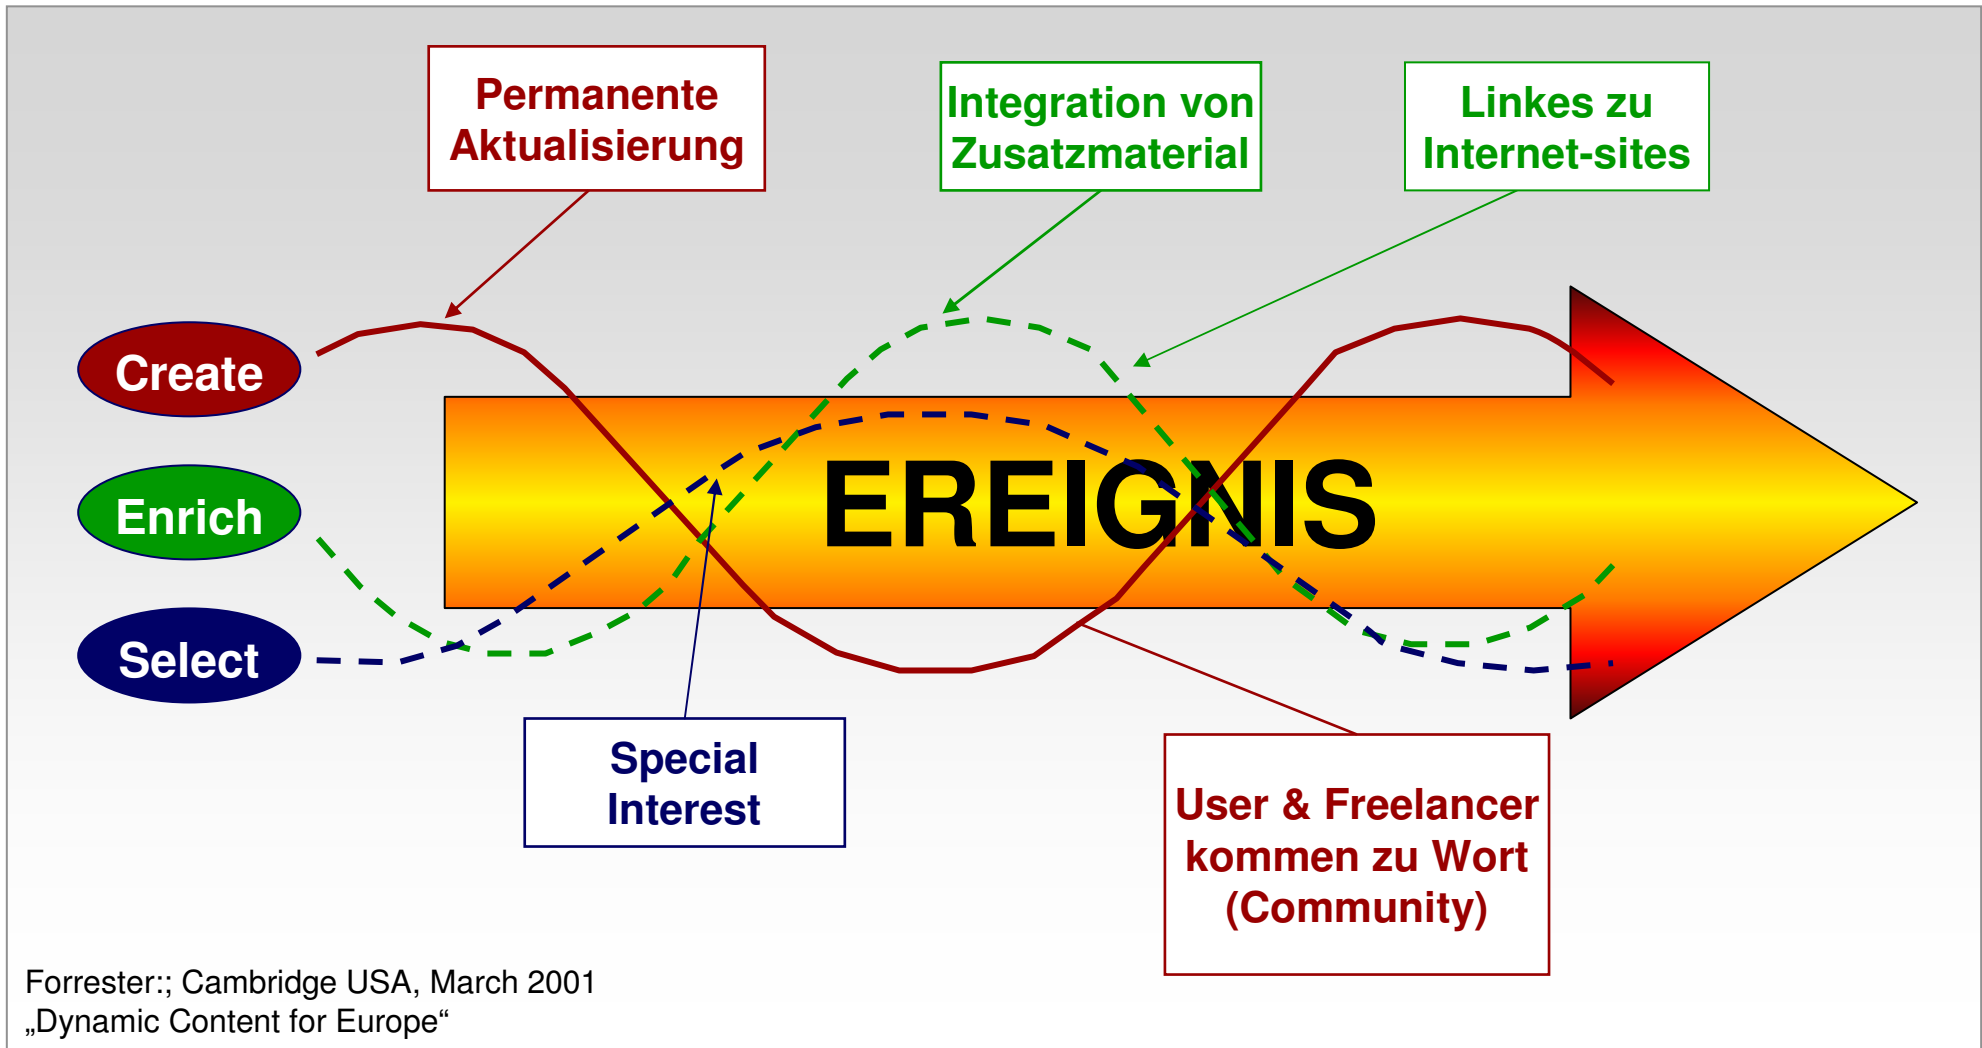 Permanente
Aktualisierung
Integration von
Zusatzmaterial
Linkes zu
Internet-sites
Create
Enrich
Select
EREIGNIS
Special
Interest
User & Freelancer
kommen zu Wort
(Community)
Forrester:; Cambridge USA, March 2001
„Dynamic Content for Europe“